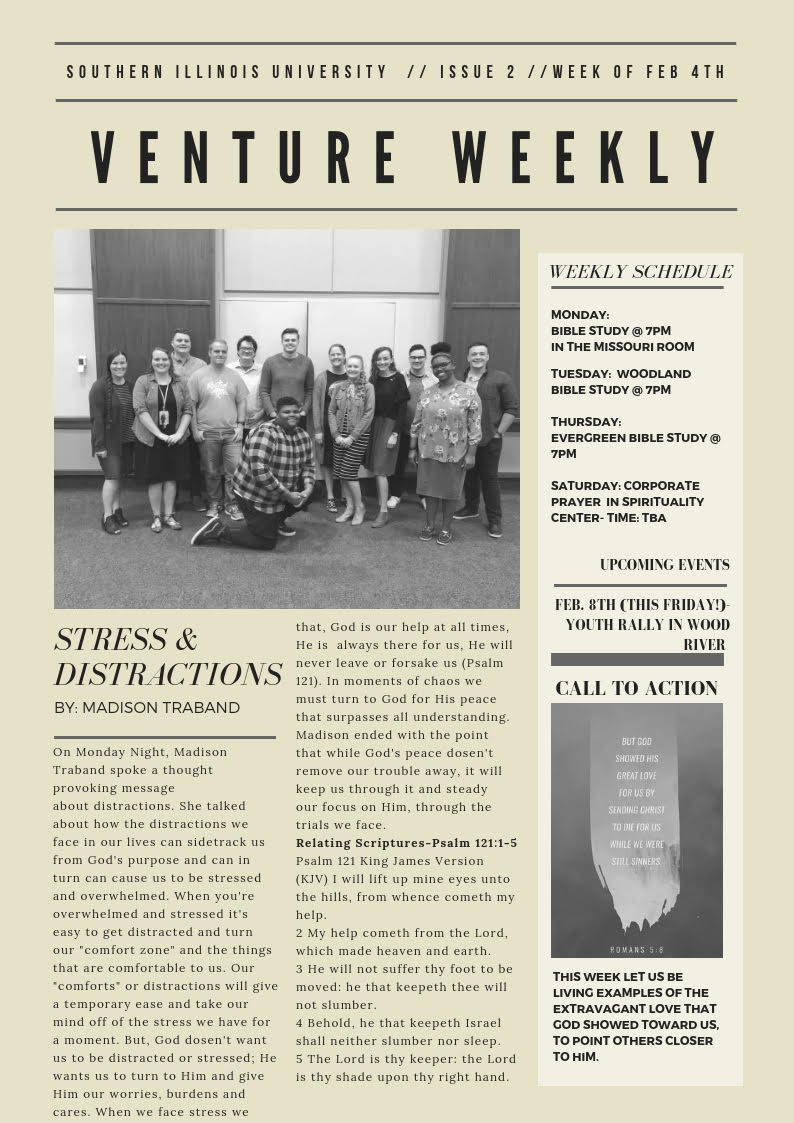 SOUTHERN ILLINOIS UNIVERSITY // ISSUE 2 //WEEK OF FEB 4TH
VENTURE WEEKLY
STRESS &
DISTRACTIONS
BY: MADISON TRABAND
On Monday Night, Madison
Traband spoke a thought
provoking message
about distractions. She talked
about how the distractions we
face in our lives can sidetrack us
from God's purpose and can in
turn can cause us to be stressed
and overwhelmed. When you're
overwhelmed and stressed it's
easy to get distracted and turn
our "comfort zone" and the things
that are comfortable to us. Our
"comforts" or distractions will give
a temporary ease and take our
mind off of the stress we have for
a moment. But, God dosen't want
us to be distracted or stressed; He
wants us to turn to Him and give
Him our worries, burdens and
cares. When we face stress we
that, God is our help at all times,
He is always there for us, He will
never leave or forsake us (Psalm
121). In moments of chaos we
must turn to God for His peace
that surpasses all understanding.
Madison ended with the point
that while God's peace dosen't
remove our trouble away, it will
keep us through it and steady
our focus on Him, through the
trials we face.
Relating Scriptures-Psalm 121:1-5
Psalm 121 King James Version
(KJV) I will lift up mine eyes unto
the hills, from whence cometh my
help.
2 My help cometh from the Lord,
which made heaven and earth.
3 He will not suffer thy foot to be
moved: he that keepeth thee will
not slumber.
4 Behold, he that keepeth Israel
shall neither slumber nor sleep.
5 The Lord is thy keeper: the Lord
is thy shade upon thy right hand.
WEEKLY SCHEDULE
MONDAY:
BIBLE STUDY @ 7PM
IN THE MISSOURI ROOM
TUESDAY: WOODLAND
BIBLE STUDY @ 7PM
THURSDAY:
EVERGREEN BIBLE STUDY @
7PM
SATURDAY: CORPORATE
PRAYER IN SPIRITUALITY
CENTER- TIME: TBA
UPCOMING EVENTS
FEB. 8TH (THIS FRIDAY!)-
YOUTH RALLY IN WOOD
RIVER
CALL TO ACTION
BUT GOD
SHOWED HIS
GREAT LOVE
FOR US BY
SENDING CHRIST
TO DIE FOR US
WHILE WE WERE
STILL SINNERS.
ROMANS 5:8
THIS WEEK LET US BE
LIVING EXAMPLES OF THE
EXTRAVAGANT LOVE THAT
GOD SHOWED TOWARD US,
TO POINT OTHERS CLOSER
TO HIM.